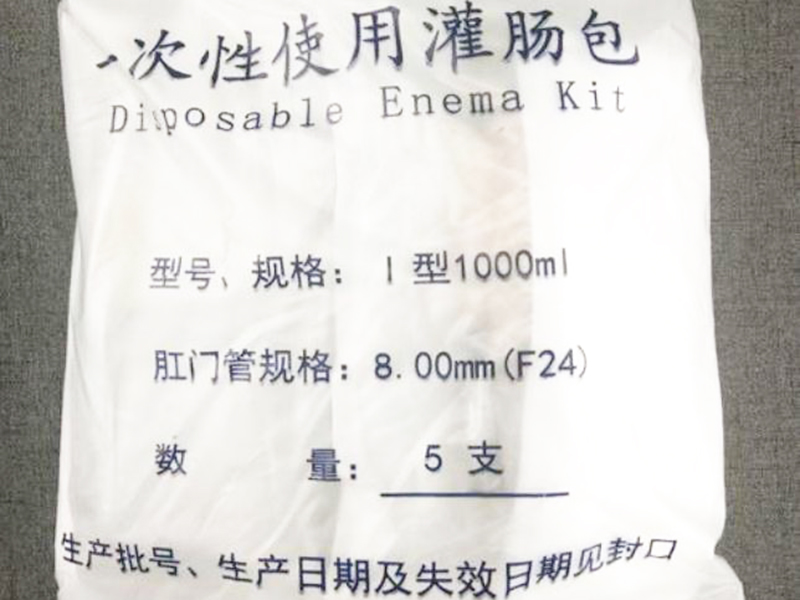 一次性使用灌肠包
Disposable Enema Kit
型号、规格：Ⅰ型1000ml
肛门管规格：8.00mm(F24)
数 量：5 支
生产批号、生产日期及失效日期见封口